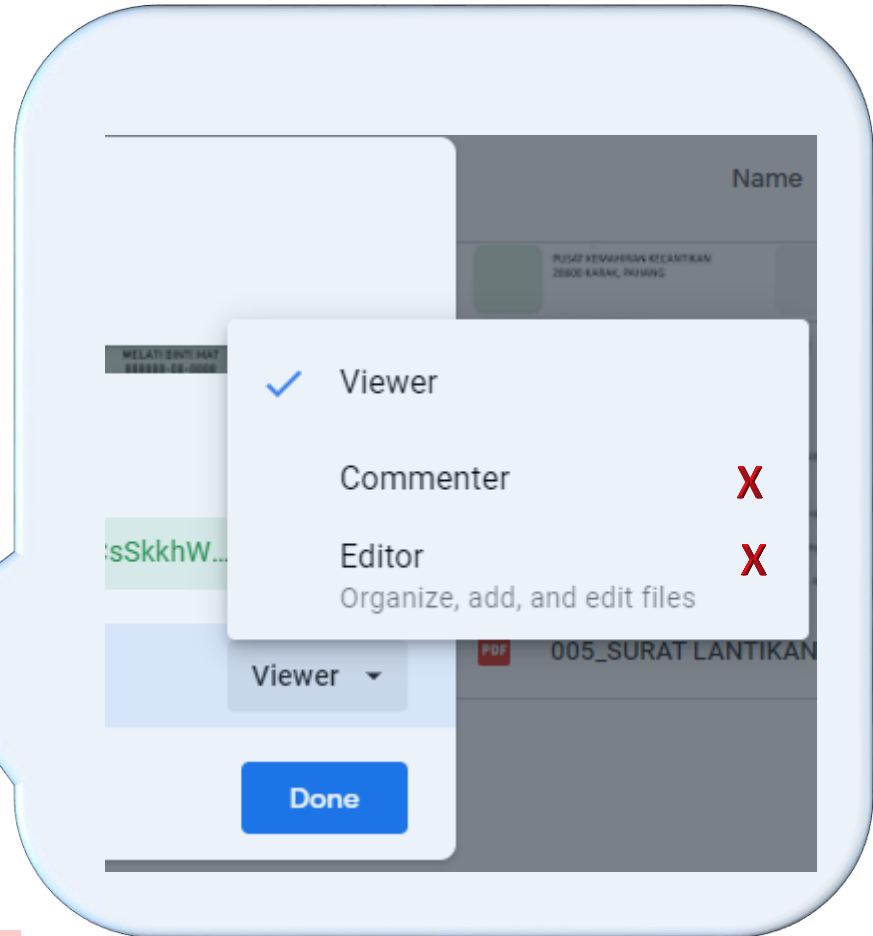 Name
PUSAT KEMAHIRAN KECANTIKAN
28600 KARAK, PAHANG
MELATI BINTI MAT
Viewer
Commenter X
sSkkhW...
Editor X
Organize, add, and edit files
PDF 005_SURAT LANTIKAN
Viewer
Done